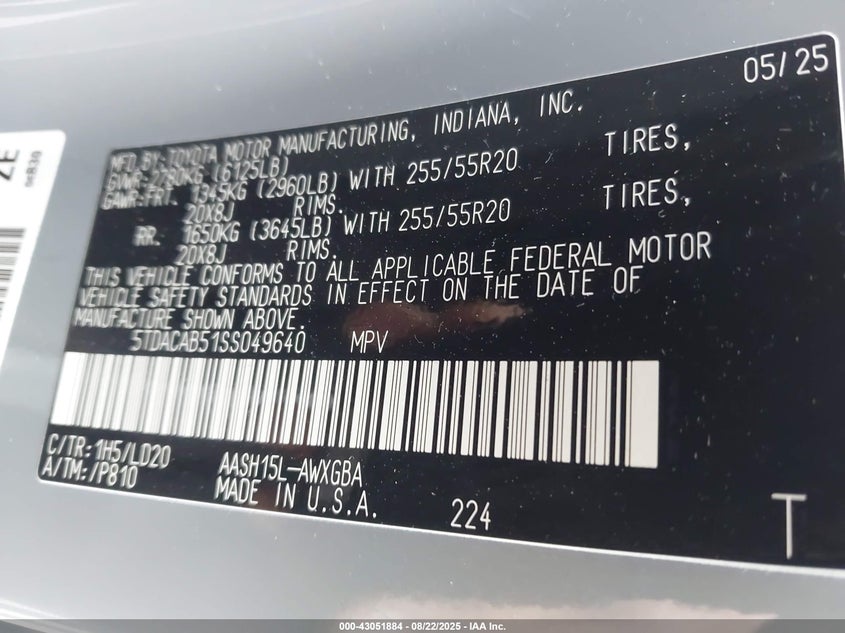 05/25
MFD.BY:TOYOTA MOTOR MANUFACTURING, INDIANA, INC.
GVWR:2780KG (6125LB)
GAWR:FRT. 1345KG (2960LB) WITH 255/55R20 TIRES,
20X8J RIMS.
RR. 1650KG (3645LB) WITH 255/55R20 TIRES,
20X8J RIMS.
THIS VEHICLE CONFORMS TO ALL APPLICABLE FEDERAL MOTOR
VEHICLE SAFETY STANDARDS IN EFFECT ON THE DATE OF
MANUFACTURE SHOWN ABOVE.
5TDACAB51SS049640 MPV
C/TR:1H5/LD20 AASH15L-AWXGBA
A/TM:/P810 MADE IN U.S.A. 224 T
000-43051884 - 08/22/2025 - IAA Inc.